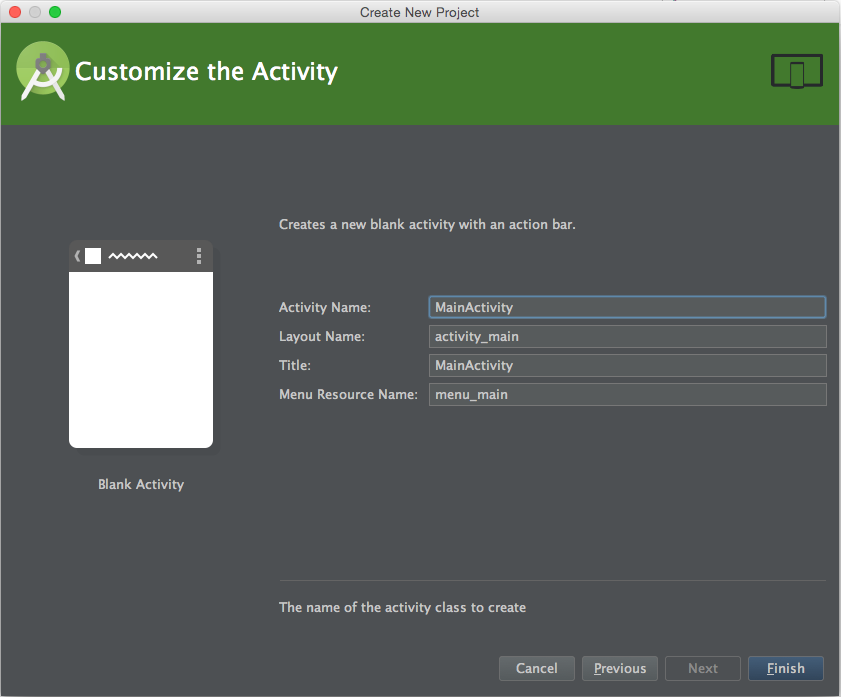 Create New Project
Customize the Activity
Creates a new blank activity with an action bar.
Activity Name: MainActivity
Layout Name: activity_main
Title: MainActivity
Menu Resource Name: menu_main
Blank Activity
The name of the activity class to create
Cancel Previous Next Finish